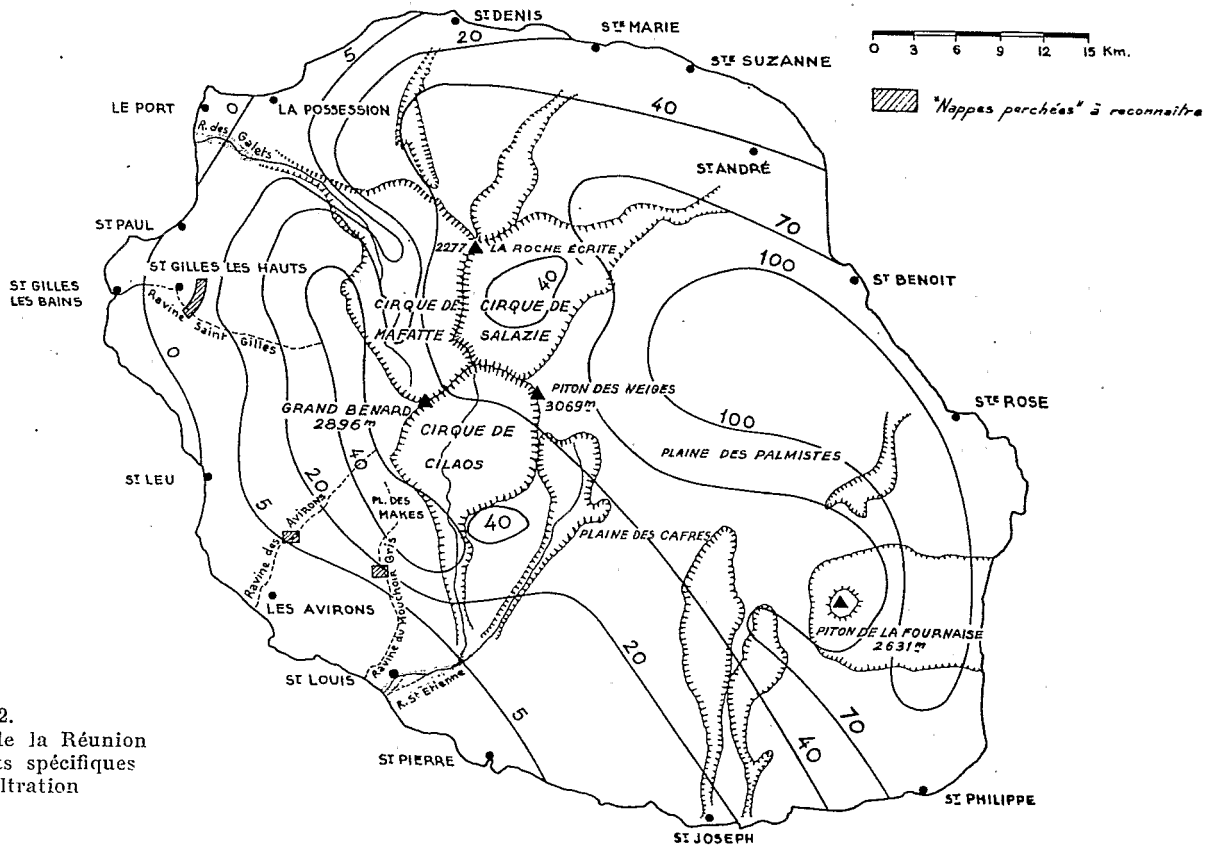 ST DENIS
STE MARIE
STE SUZANNE
0 3 6 9 12 15 Km.
"Nappes perchées" à reconnaitre
5
20
LE PORT
0
LA POSSESSION
40
R. des Galets
ST ANDRÉ
ST PAUL
70
2277
LA ROCHE ÉCRITE
100
ST BENOIT
ST GILLES LES HAUTS
ST GILLES
LES BAINS
Ravine Saint Gilles
CIRQUE DE
MAFATTE
40
CIRQUE DE
SALAZIE
0
GRAND BÉNARD
2896m
PITON DES NEIGES
3069m
STE ROSE
CIRQUE DE
CILAOS
100
PLAINE DES PALMISTES
ST LEU
20
40
5
PL. DES
MAKES
40
Ravine des Avirons
PLAINE DES CAFRES
Ravine du Mouchoir Gris
LES AVIRONS
PITON DE LA FOURNAISE
2631m
ST LOUIS
R. St Etienne
20
5
40
70
2.
de la Réunion
ts spécifiques
ltration
ST PIERRE
ST PHILIPPE
ST JOSEPH